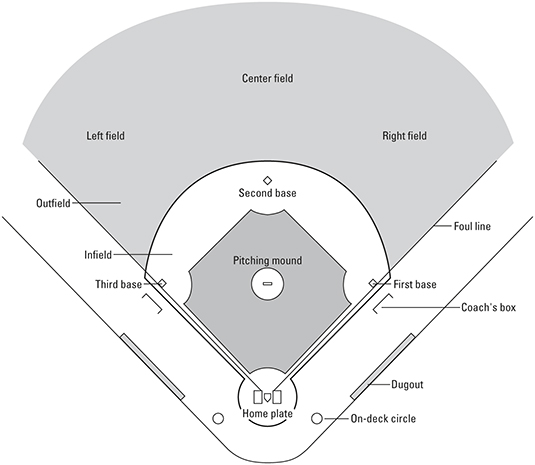 Center field
Left field
Right field
Second base
Outfield
Foul line
Infield
Pitching mound
Third base
First base
Coach's box
Dugout
Home plate
On-deck circle